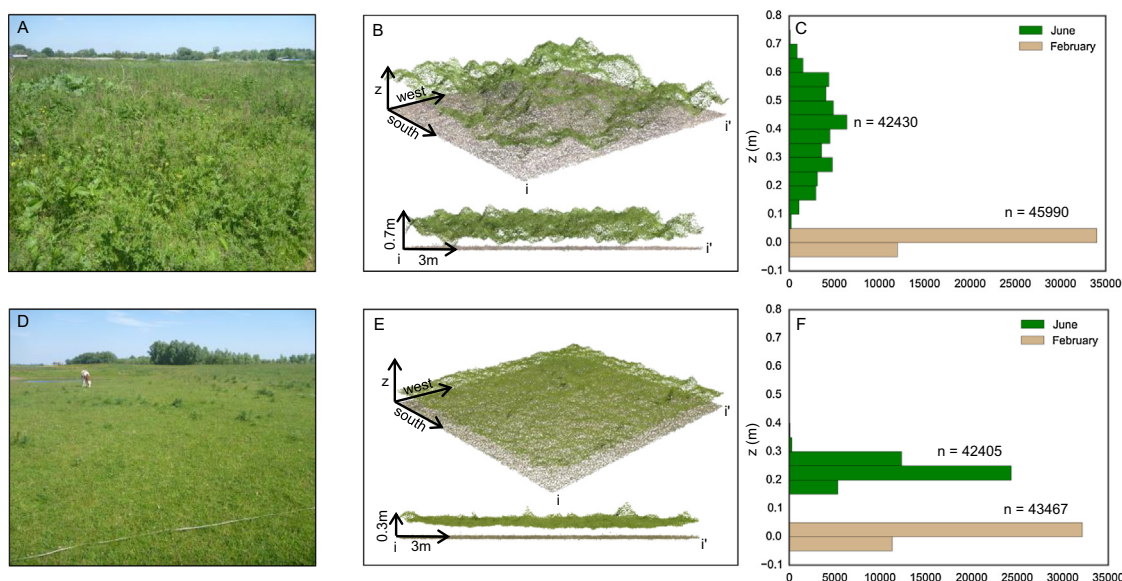 A
B
z
west
south
i
i'
0.7m
i
3m
i'
C
0.8
0.7
0.6
0.5
0.4
0.3
0.2
0.1
0.0
−0.1
z (m)
June
February
n = 42430
n = 45990
0 5000 10000 15000 20000 25000 30000 35000
D
E
z
west
south
i
i'
0.3m
i
3m
i'
F
0.8
0.7
0.6
0.5
0.4
0.3
0.2
0.1
0.0
−0.1
z (m)
June
February
n = 42405
n = 43467
0 5000 10000 15000 20000 25000 30000 35000